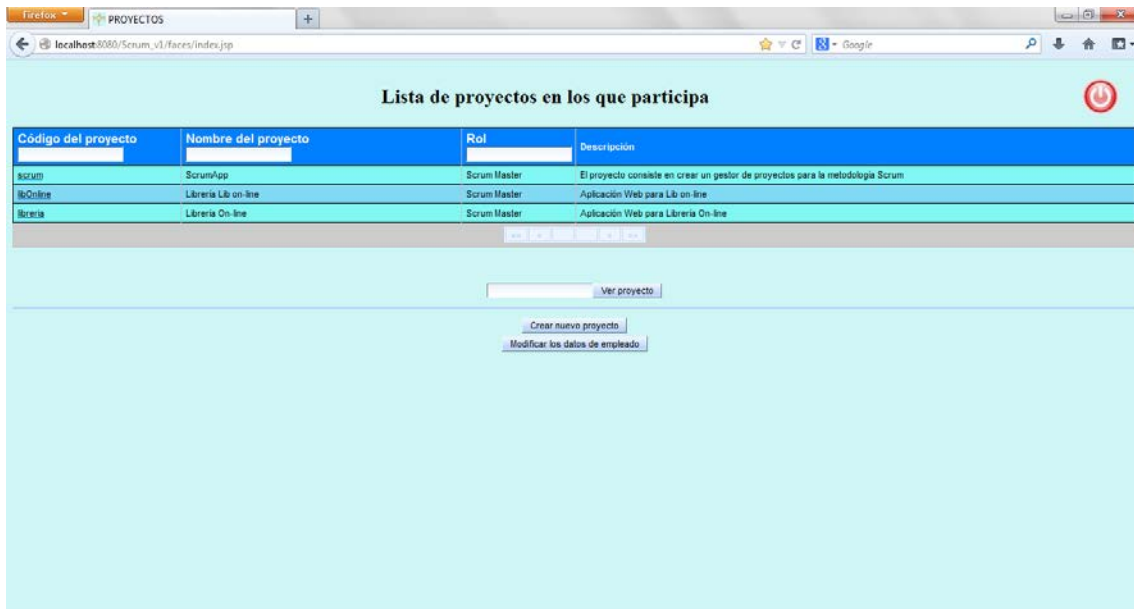 Firefox
PROYECTOS
localhost:8080/Scrum_v1/faces/index.jsp
Google
Lista de proyectos en los que participa
Código del proyecto Nombre del proyecto Rol Descripción
scrum ScrumApp Scrum Master El proyecto consiste en crear un gestor de proyectos para la metodología Scrum
libOnline Librería Lib on-line Scrum Master Aplicación Web para Lib on-line
libreria Librería On-line Scrum Master Aplicación Web para Librería On-line
Ver proyecto
Crear nuevo proyecto
Modificar los datos de empleado